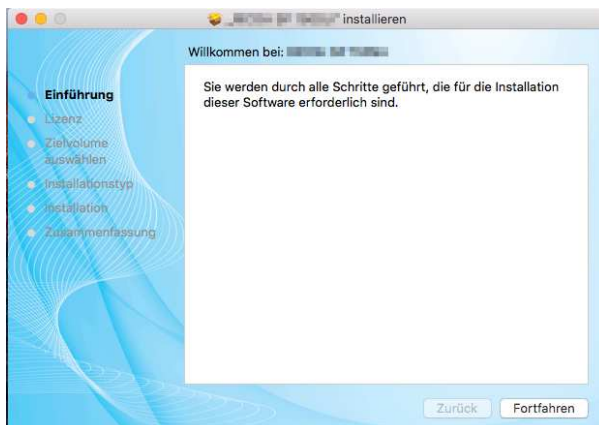 installieren
Willkommen bei:
Einführung
Lizenz
Zielvolume
auswählen
Installationstyp
Installation
Zusammenfassung
Sie werden durch alle Schritte geführt, die für die Installation
dieser Software erforderlich sind.
Zurück
Fortfahren